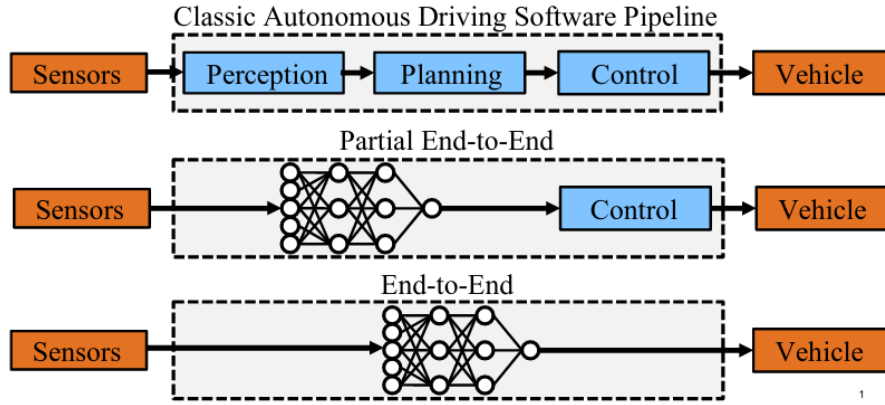 Classic Autonomous Driving Software Pipeline
Sensors Perception Planning Control Vehicle
Partial End-to-End
Sensors Control Vehicle
End-to-End
Sensors Vehicle
1